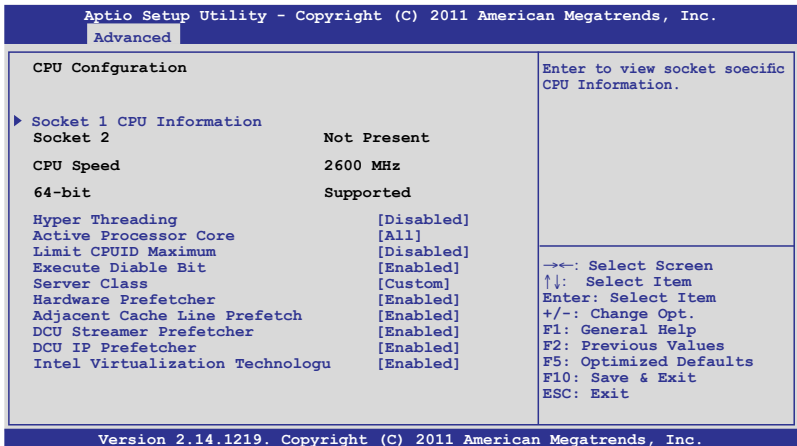 Aptio Setup Utility - Copyright (C) 2011 American Megatrends, Inc.
Advanced
CPU Confguration
Socket 1 CPU Information
Socket 2 Not Present
CPU Speed 2600 MHz
64-bit Supported
Hyper Threading [Disabled]
Active Processor Core [All]
Limit CPUID Maximum [Disabled]
Execute Diable Bit [Enabled]
Server Class [Custom]
Hardware Prefetcher [Enabled]
Adjacent Cache Line Prefetch [Enabled]
DCU Streamer Prefetcher [Enabled]
DCU IP Prefetcher [Enabled]
Intel Virtualization Technologu [Enabled]
Enter to view socket soecific
CPU Information.
→←: Select Screen
↑↓: Select Item
Enter: Select Item
+/-: Change Opt.
F1: General Help
F2: Previous Values
F5: Optimized Defaults
F10: Save & Exit
ESC: Exit
Version 2.14.1219. Copyright (C) 2011 American Megatrends, Inc.